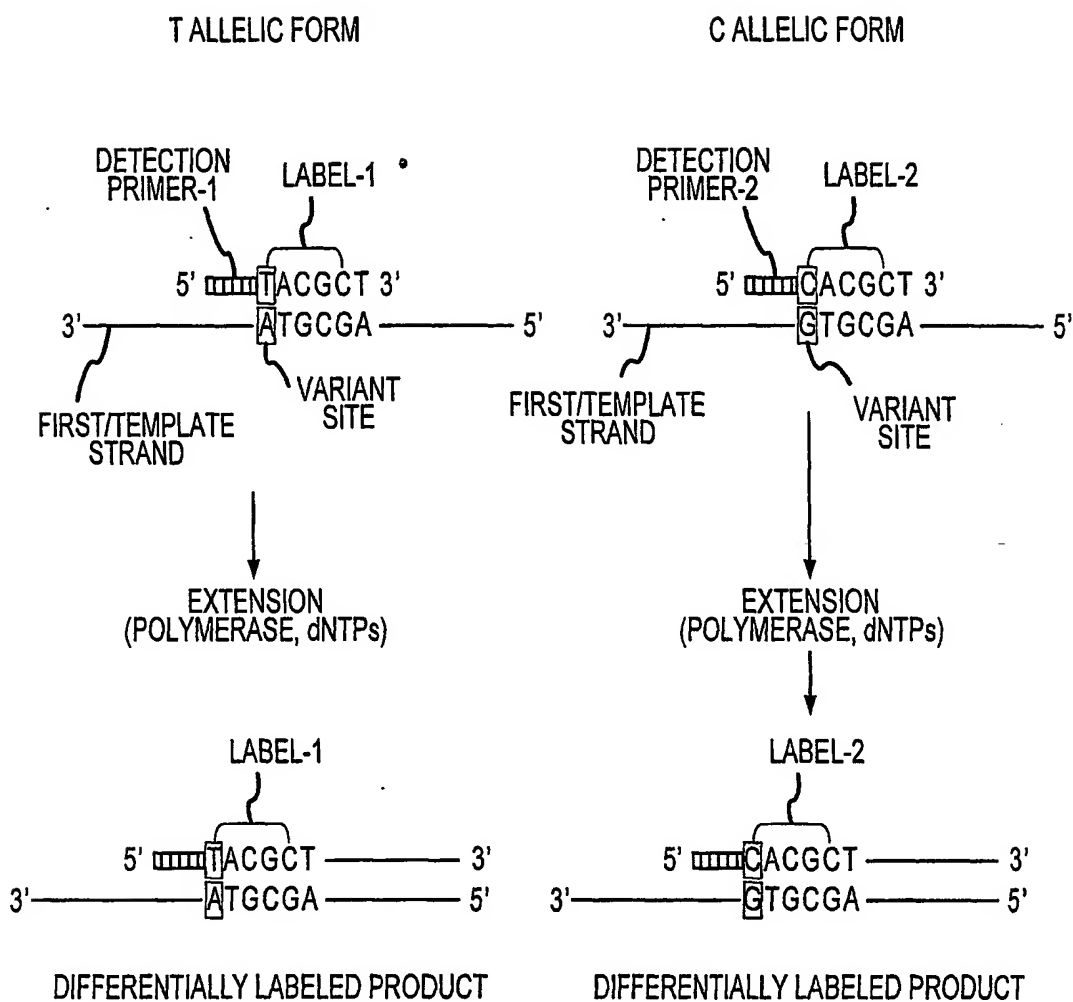 T ALLELIC FORM
DETECTION
PRIMER-1
LABEL-1
5' TACGCT 3'
3' ATGCGA 5'
VARIANT
SITE
FIRST/TEMPLATE
STRAND
EXTENSION
(POLYMERASE, dNTPs)
LABEL-1
5' TACGCT 3'
3' ATGCGA 5'
DIFFERENTIALLY LABELED PRODUCT
C ALLELIC FORM
DETECTION
PRIMER-2
LABEL-2
5' CACGCT 3'
3' GTGCGA 5'
FIRST/TEMPLATE
STRAND
VARIANT
SITE
EXTENSION
(POLYMERASE, dNTPs)
LABEL-2
5' CACGCT 3'
3' GTGCGA 5'
DIFFERENTIALLY LABELED PRODUCT